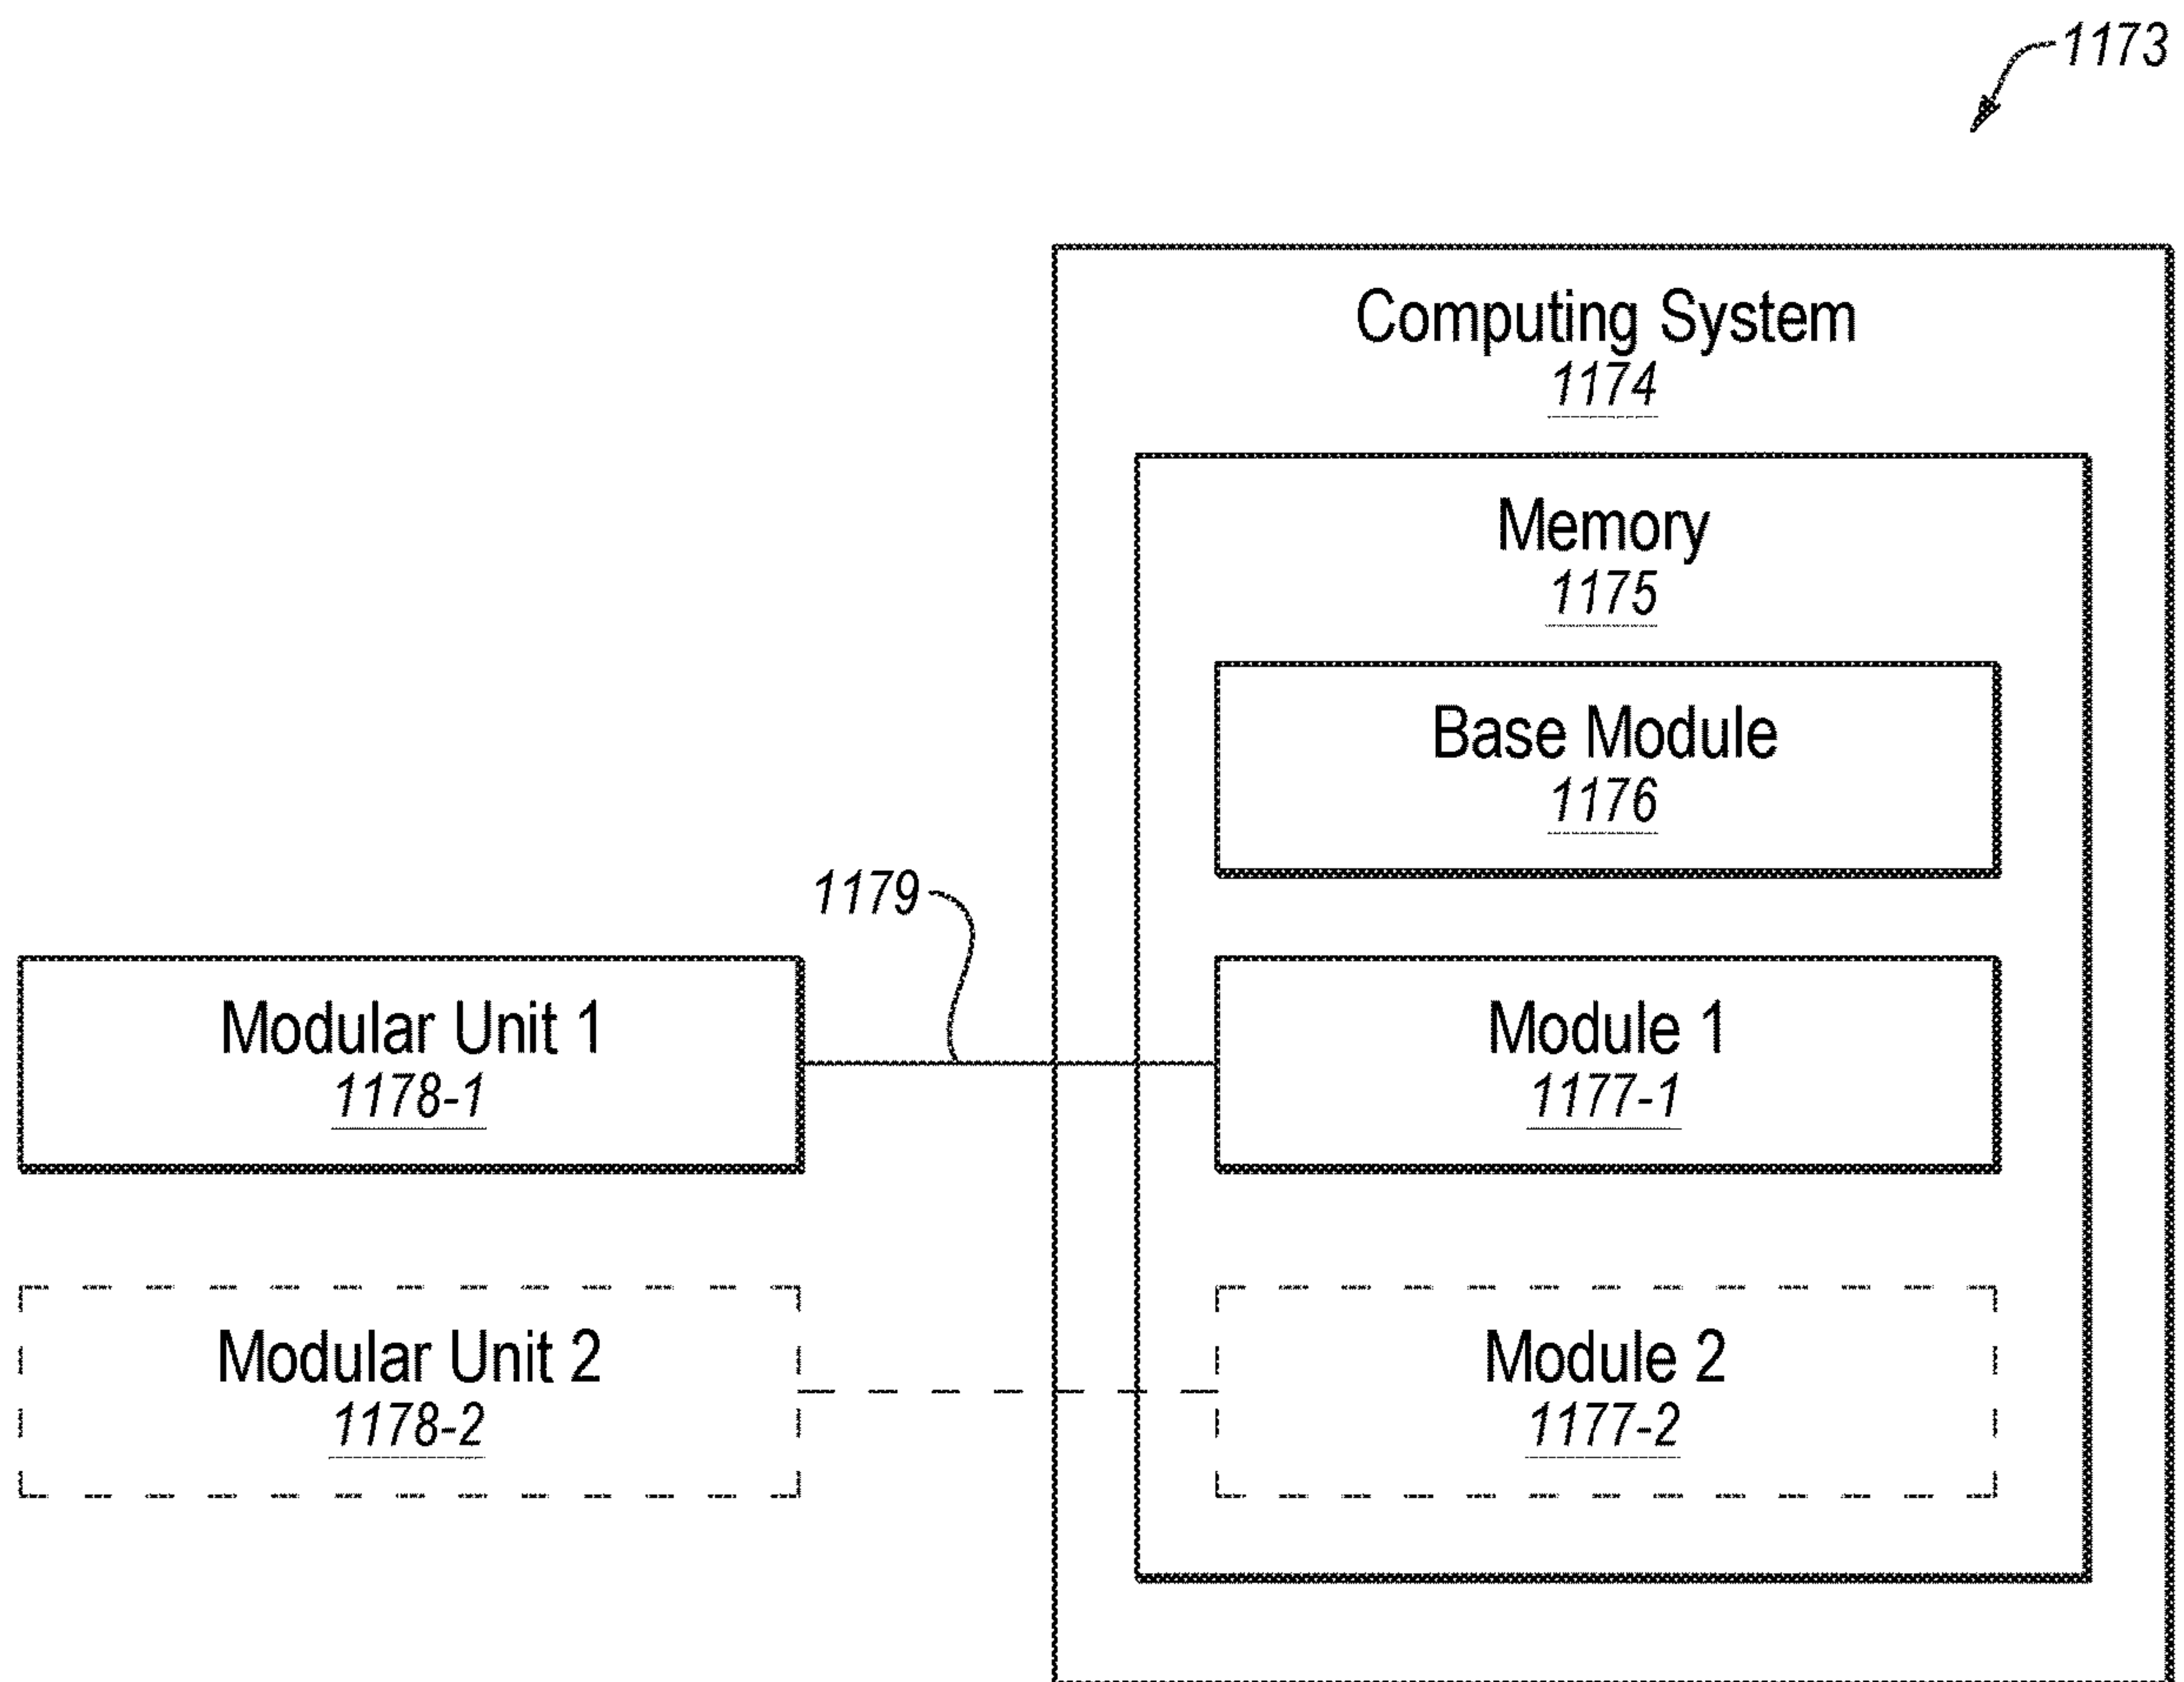 1173
Computing System
1174
Memory
1175
Base Module
1176
1179
Modular Unit 1
1178-1
Module 1
1177-1
Modular Unit 2
1178-2
Module 2
1177-2